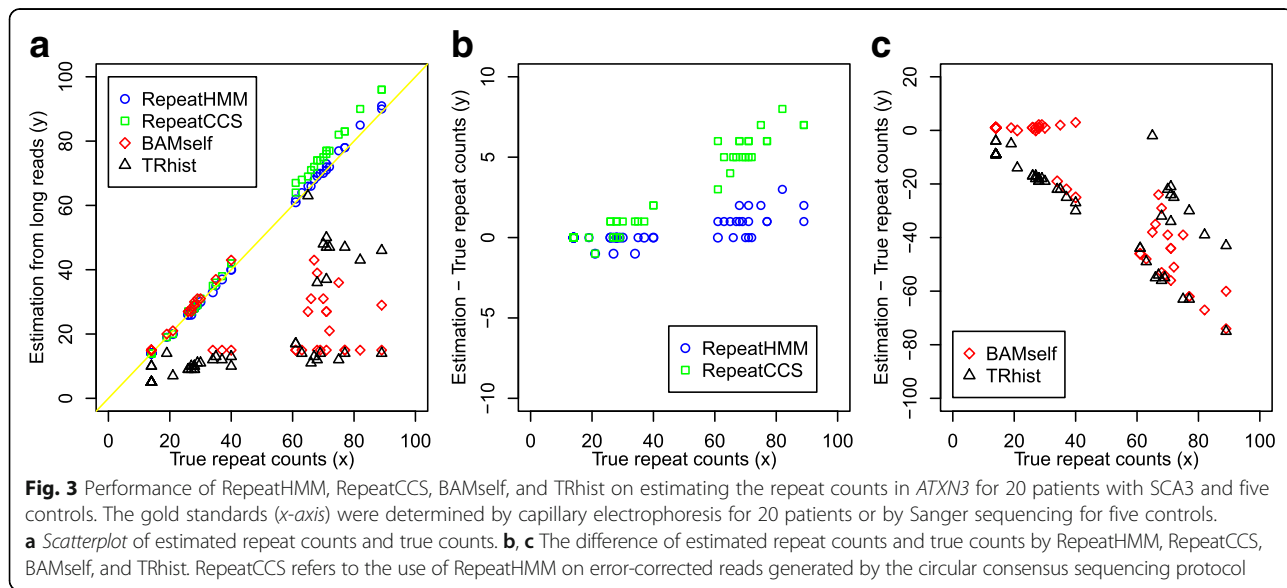 a
Estimation from long reads (y)
100
80
60
40
20
0
RepeatHMM
RepeatCCS
BAMself
TRhist
0 20 40 60 80 100
True repeat counts (x)
b
Estimation − True repeat counts (y)
10
5
0
−5
−10
RepeatHMM
RepeatCCS
0 20 40 60 80 100
True repeat counts (x)
c
Estimation − True repeat counts (y)
20
0
−20
−40
−60
−80
−100
BAMself
TRhist
0 20 40 60 80 100
True repeat counts (x)
Fig. 3 Performance of RepeatHMM, RepeatCCS, BAMself, and TRhist on estimating the repeat counts in ATXN3 for 20 patients with SCA3 and five
controls. The gold standards (x-axis) were determined by capillary electrophoresis for 20 patients or by Sanger sequencing for five controls.
a Scatterplot of estimated repeat counts and true counts. b, c The difference of estimated repeat counts and true counts by RepeatHMM, RepeatCCS,
BAMself, and TRhist. RepeatCCS refers to the use of RepeatHMM on error-corrected reads generated by the circular consensus sequencing protocol